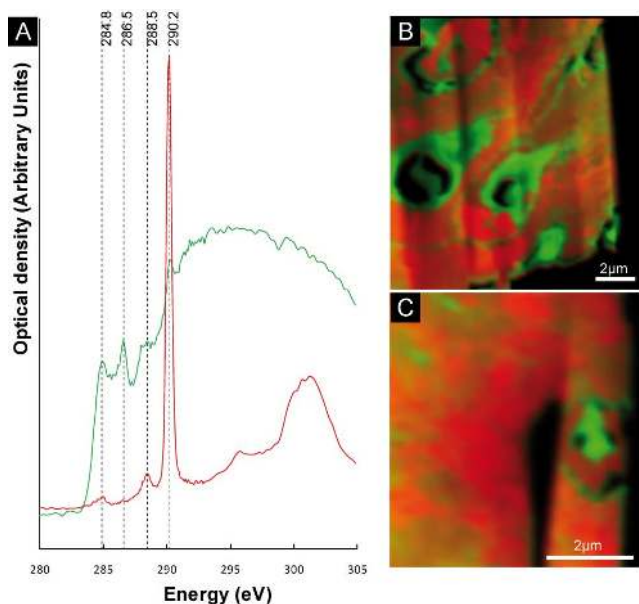 A
284.8
286.5
288.5
290.2
Optical density (Arbitrary Units)
280
285
290
295
300
305
Energy (eV)
B
2µm
C
2µm